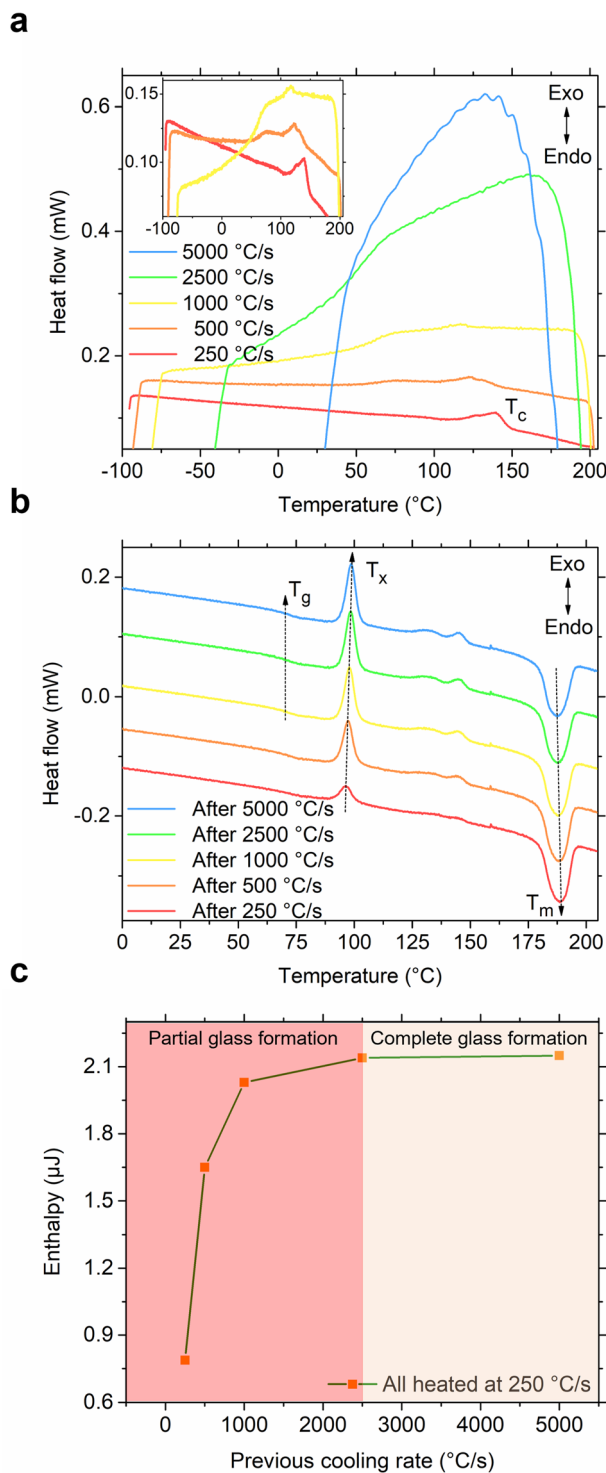 a
0.6
0.4
0.2
Heat flow (mW)
0.15
0.10
-100
0
100
200
Exo
Endo
5000 °C/s
2500 °C/s
1000 °C/s
500 °C/s
250 °C/s
Tc
-100
-50
0
50
100
150
200
Temperature (°C)
b
0.2
0.0
-0.2
Heat flow (mW)
Tg
Tx
Exo
Endo
After 5000 °C/s
After 2500 °C/s
After 1000 °C/s
After 500 °C/s
After 250 °C/s
Tm
0
25
50
75
100
125
150
175
200
Temperature (°C)
c
Partial glass formation
Complete glass formation
2.1
1.8
1.5
1.2
0.9
0.6
Enthalpy (µJ)
All heated at 250 °C/s
0
1000
2000
3000
4000
5000
Previous cooling rate (°C/s)